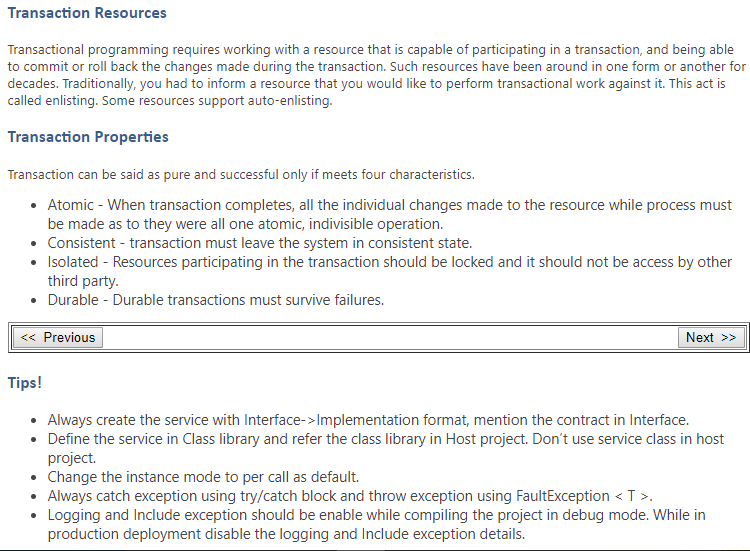 Transaction Resources
Transactional programming requires working with a resource that is capable of participating in a transaction, and being able
to commit or roll back the changes made during the transaction. Such resources have been around in one form or another for
decades. Traditionally, you had to inform a resource that you would like to perform transactional work against it. This act is
called enlisting. Some resources support auto-enlisting.
Transaction Properties
Transaction can be said as pure and successful only if meets four characteristics.
• Atomic - When transaction completes, all the individual changes made to the resource while process must
be made as to they were all one atomic, indivisible operation.
• Consistent - transaction must leave the system in consistent state.
• Isolated - Resources participating in the transaction should be locked and it should not be access by other
third party.
• Durable - Durable transactions must survive failures.
<< Previous Next >>
Tips!
• Always create the service with Interface->Implementation format, mention the contract in Interface.
• Define the service in Class library and refer the class library in Host project. Don’t use service class in host
project.
• Change the instance mode to per call as default.
• Always catch exception using try/catch block and throw exception using FaultException < T >.
• Logging and Include exception should be enable while compiling the project in debug mode. While in
production deployment disable the logging and Include exception details.